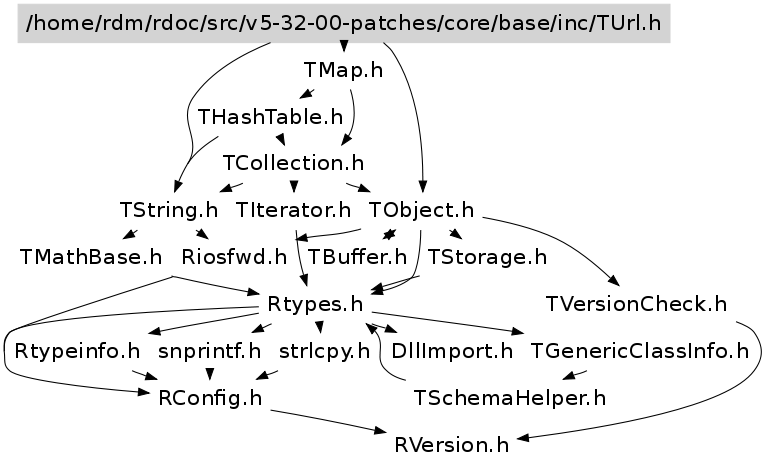 /home/rdm/rdoc/src/v5-32-00-patches/core/base/inc/TUrl.h
TMap.h
THashTable.h
TCollection.h
TString.h TIterator.h TObject.h
TMathBase.h Riosfwd.h TBuffer.h TStorage.h
Rtypes.h TVersionCheck.h
Rtypeinfo.h snprintf.h strlcpy.h DllImport.h TGenericClassInfo.h
RConfig.h TSchemaHelper.h
RVersion.h